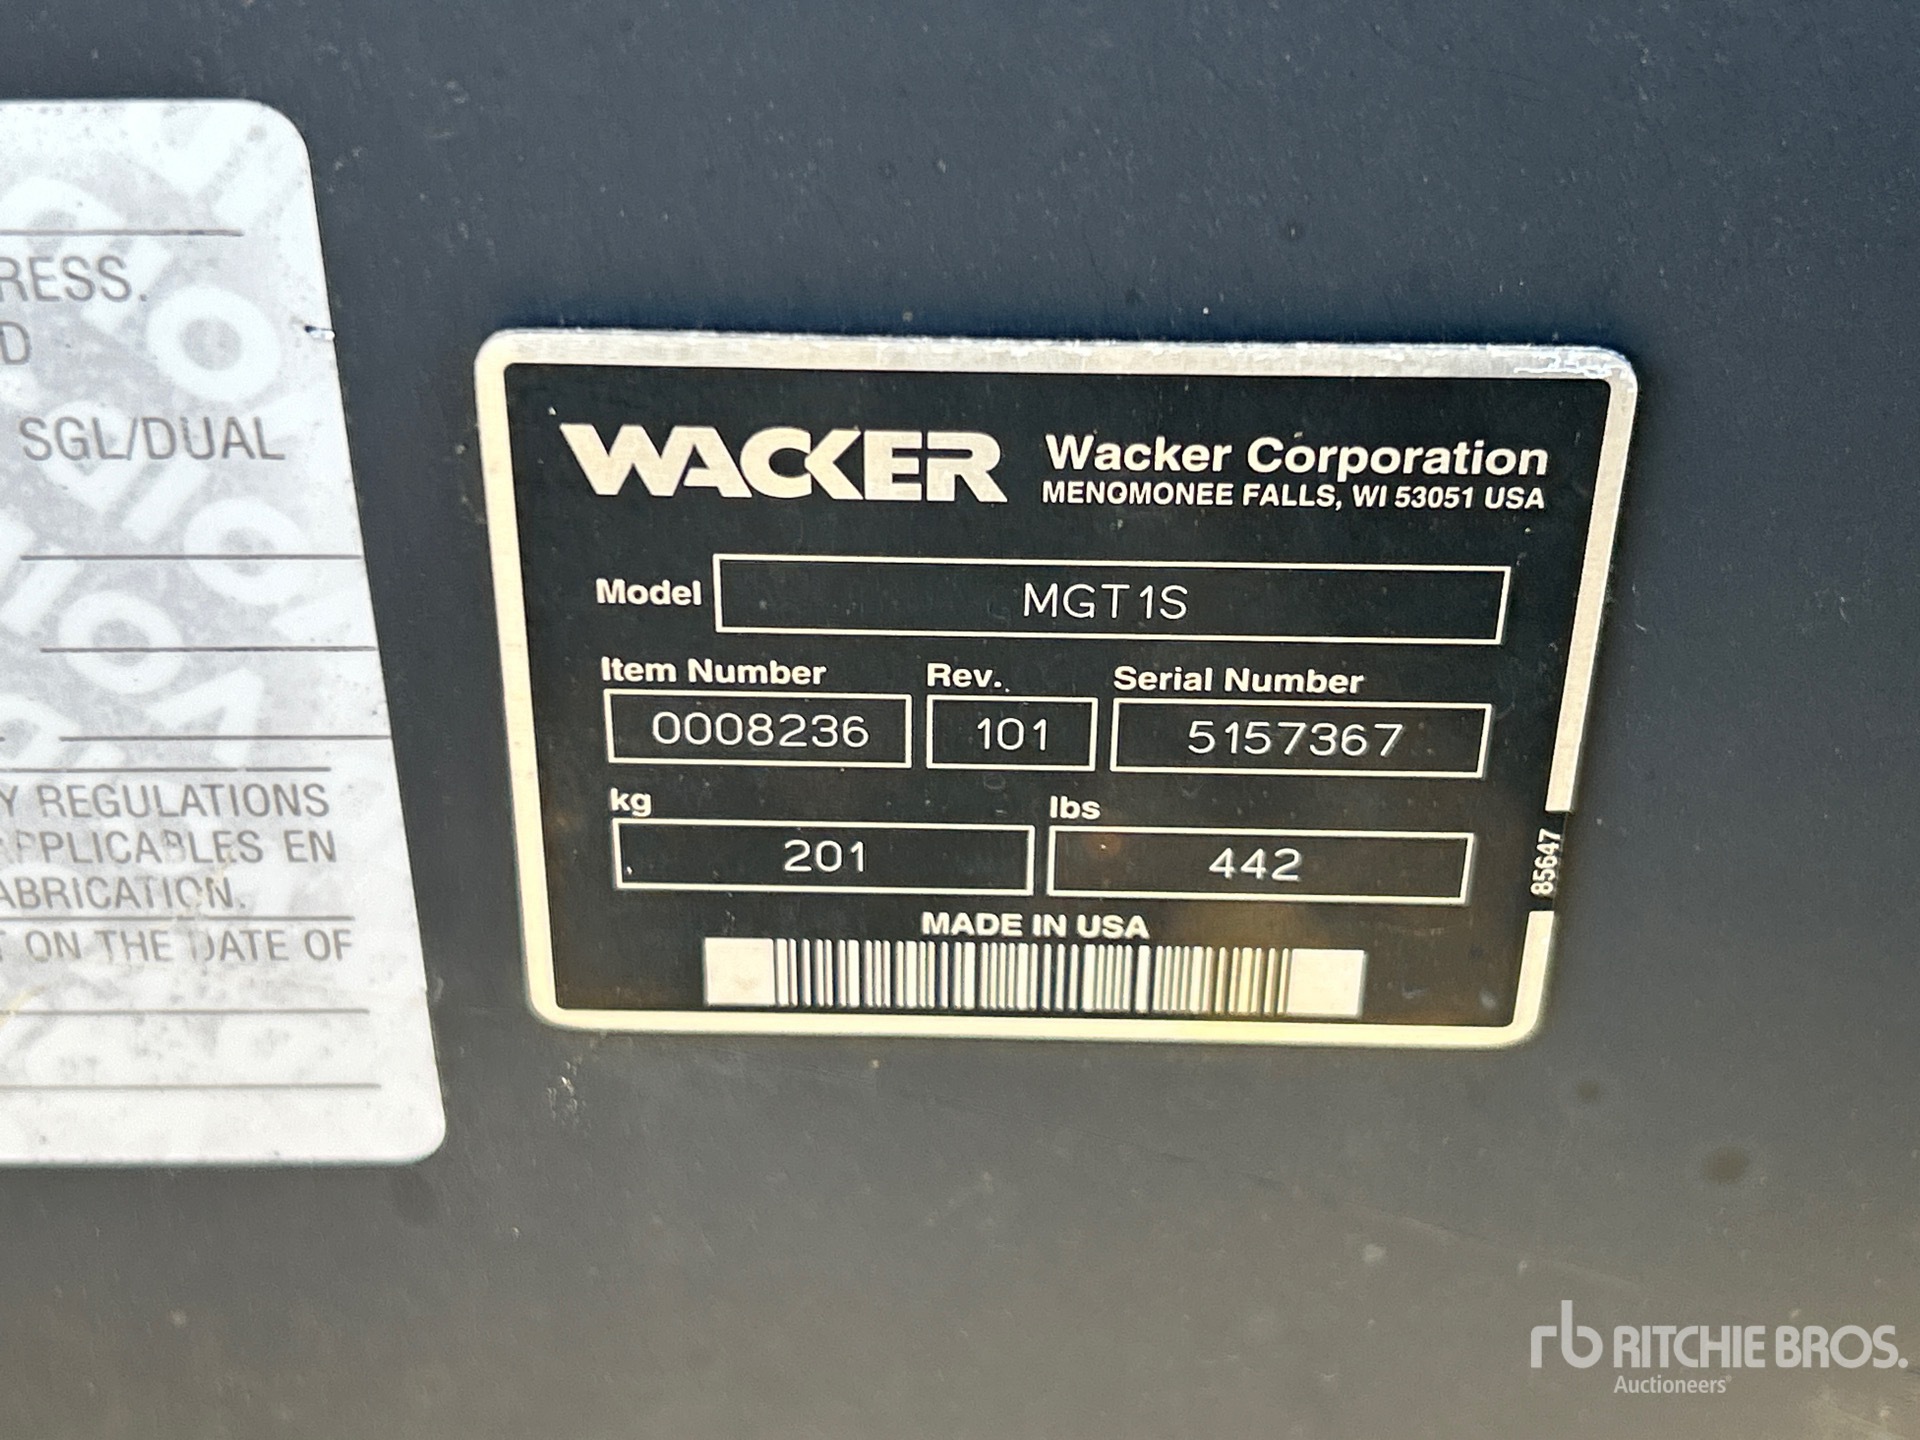 RESS.
D
SGL/DUAL
Y REGULATIONS
APPLICABLES EN
ABRICATION.
T ON THE DATE OF
WACKER
Wacker Corporation
MENOMONEE FALLS, WI 53051 USA
Model
MGT1S
Item Number
Rev.
Serial Number
0008236
101
5157367
kg
lbs
201
442
MADE IN USA
85647
rb RITCHIE BROS.
Auctioneers